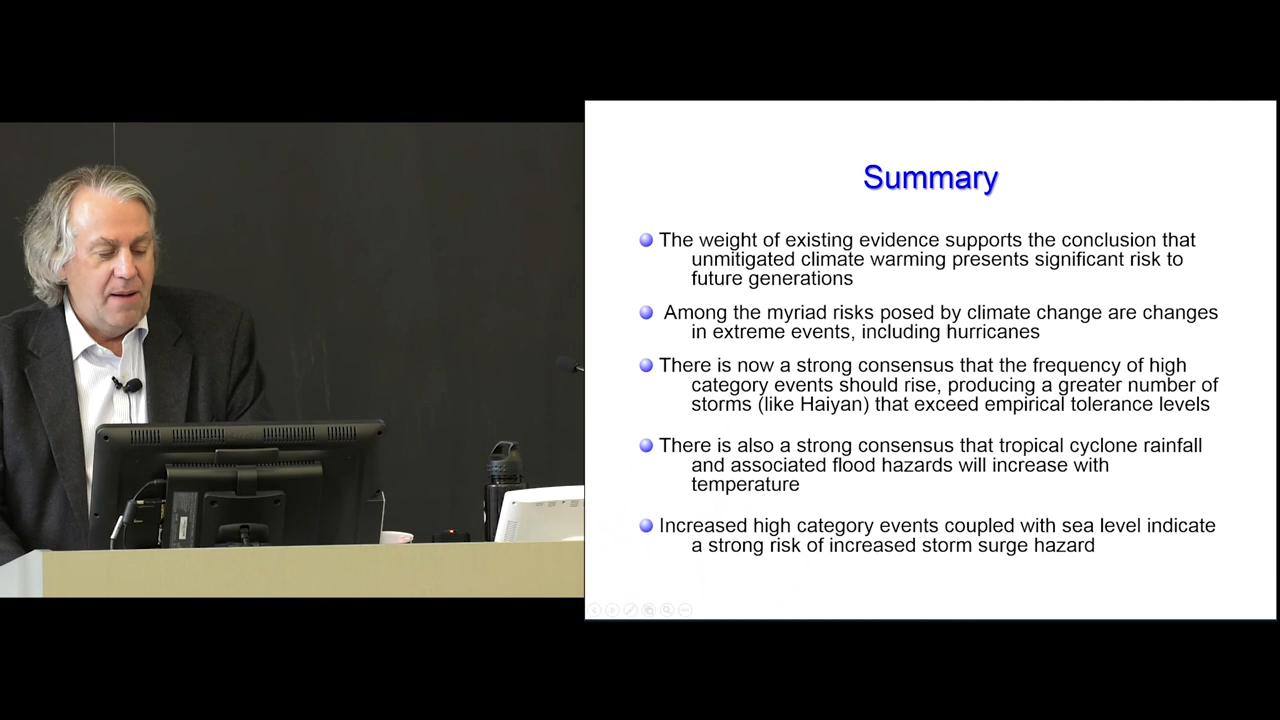 Summary
The weight of existing evidence supports the conclusion that
unmitigated climate warming presents significant risk to
future generations
Among the myriad risks posed by climate change are changes
in extreme events, including hurricanes
There is now a strong consensus that the frequency of high
category events should rise, producing a greater number of
storms (like Haiyan) that exceed empirical tolerance levels
There is also a strong consensus that tropical cyclone rainfall
and associated flood hazards will increase with
temperature
Increased high category events coupled with sea level indicate
a strong risk of increased storm surge hazard